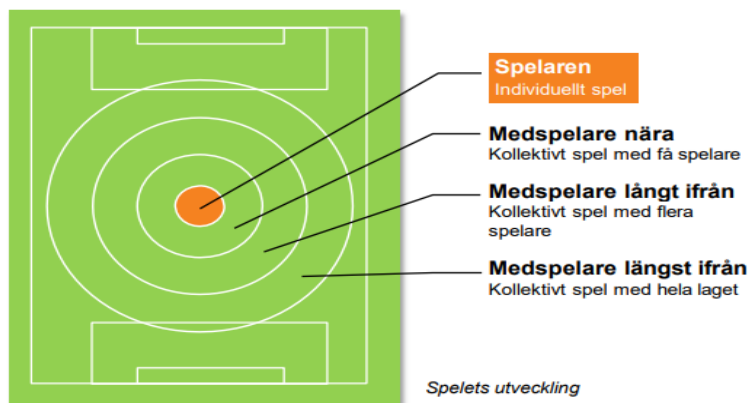 Spelaren
Individuellt spel
Medspelare nära
Kollektivt spel med få spelare
Medspelare långt ifrån
Kollektivt spel med flera
spelare
Medspelare längst ifrån
Kollektivt spel med hela laget
Spelets utveckling